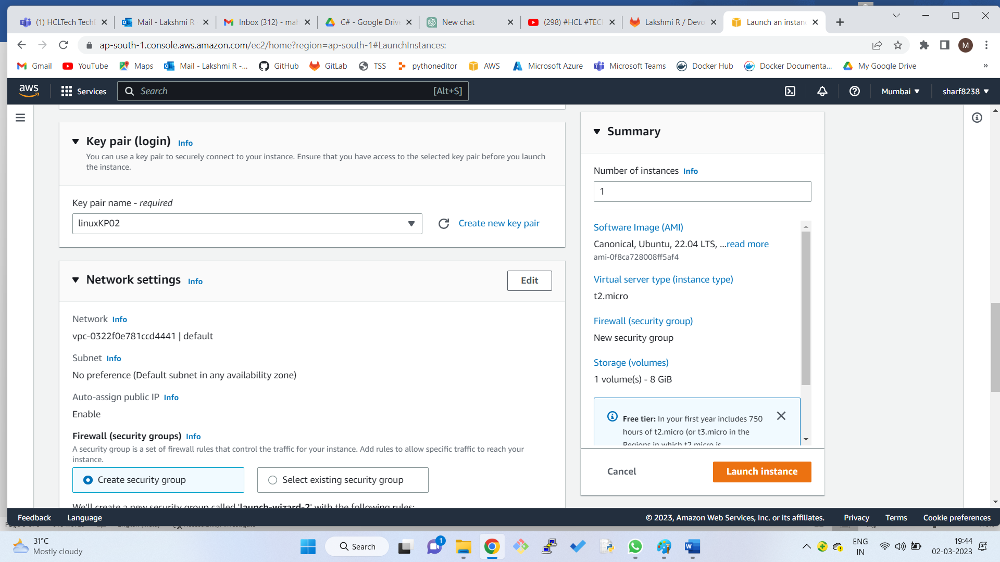 (1) HCLTech Tech
Mail - Lakshmi R
Inbox (312) - mah
C# - Google Drive
New chat
(298) #HCL #TEC
Lakshmi R / Devo
Launch an instan
ap-south-1.console.aws.amazon.com/ec2/home?region=ap-south-1#LaunchInstances:
M
Gmail
YouTube
Maps
Mail - Lakshmi R -...
GitHub
GitLab
TSS
pythoneditor
AWS
Microsoft Azure
Microsoft Teams
Docker Hub
Docker Documenta...
My Google Drive
»
aws
Services
Search
[Alt+S]
Mumbai
sharf8238
Key pair (login) Info
You can use a key pair to securely connect to your instance. Ensure that you have access to the selected key pair before you launch
the instance.
Key pair name - required
linuxKP02
Create new key pair
Network settings Info
Edit
Network Info
vpc-0322f0e781ccd4441 | default
Subnet Info
No preference (Default subnet in any availability zone)
Auto-assign public IP Info
Enable
Firewall (security groups) Info
A security group is a set of firewall rules that control the traffic for your instance. Add rules to allow specific traffic to reach your
instance.
Create security group
Select existing security group
We'll create a new security group called 'launch-wizard-2' with the following rules:
Summary
Number of instances Info
1
Software Image (AMI)
Canonical, Ubuntu, 22.04 LTS, ...read more
ami-0f8ca728008ff5af4
Virtual server type (instance type)
t2.micro
Firewall (security group)
New security group
Storage (volumes)
1 volume(s) - 8 GiB
Free tier: In your first year includes 750
hours of t2.micro (or t3.micro in the
Regions in which t2.micro is
Cancel
Launch instance
Feedback
Language
© 2023, Amazon Web Services, Inc. or its affiliates.
Privacy
Terms
Cookie preferences
31°C
Mostly cloudy
Search
1
ENG
IN
19:44
02-03-2023